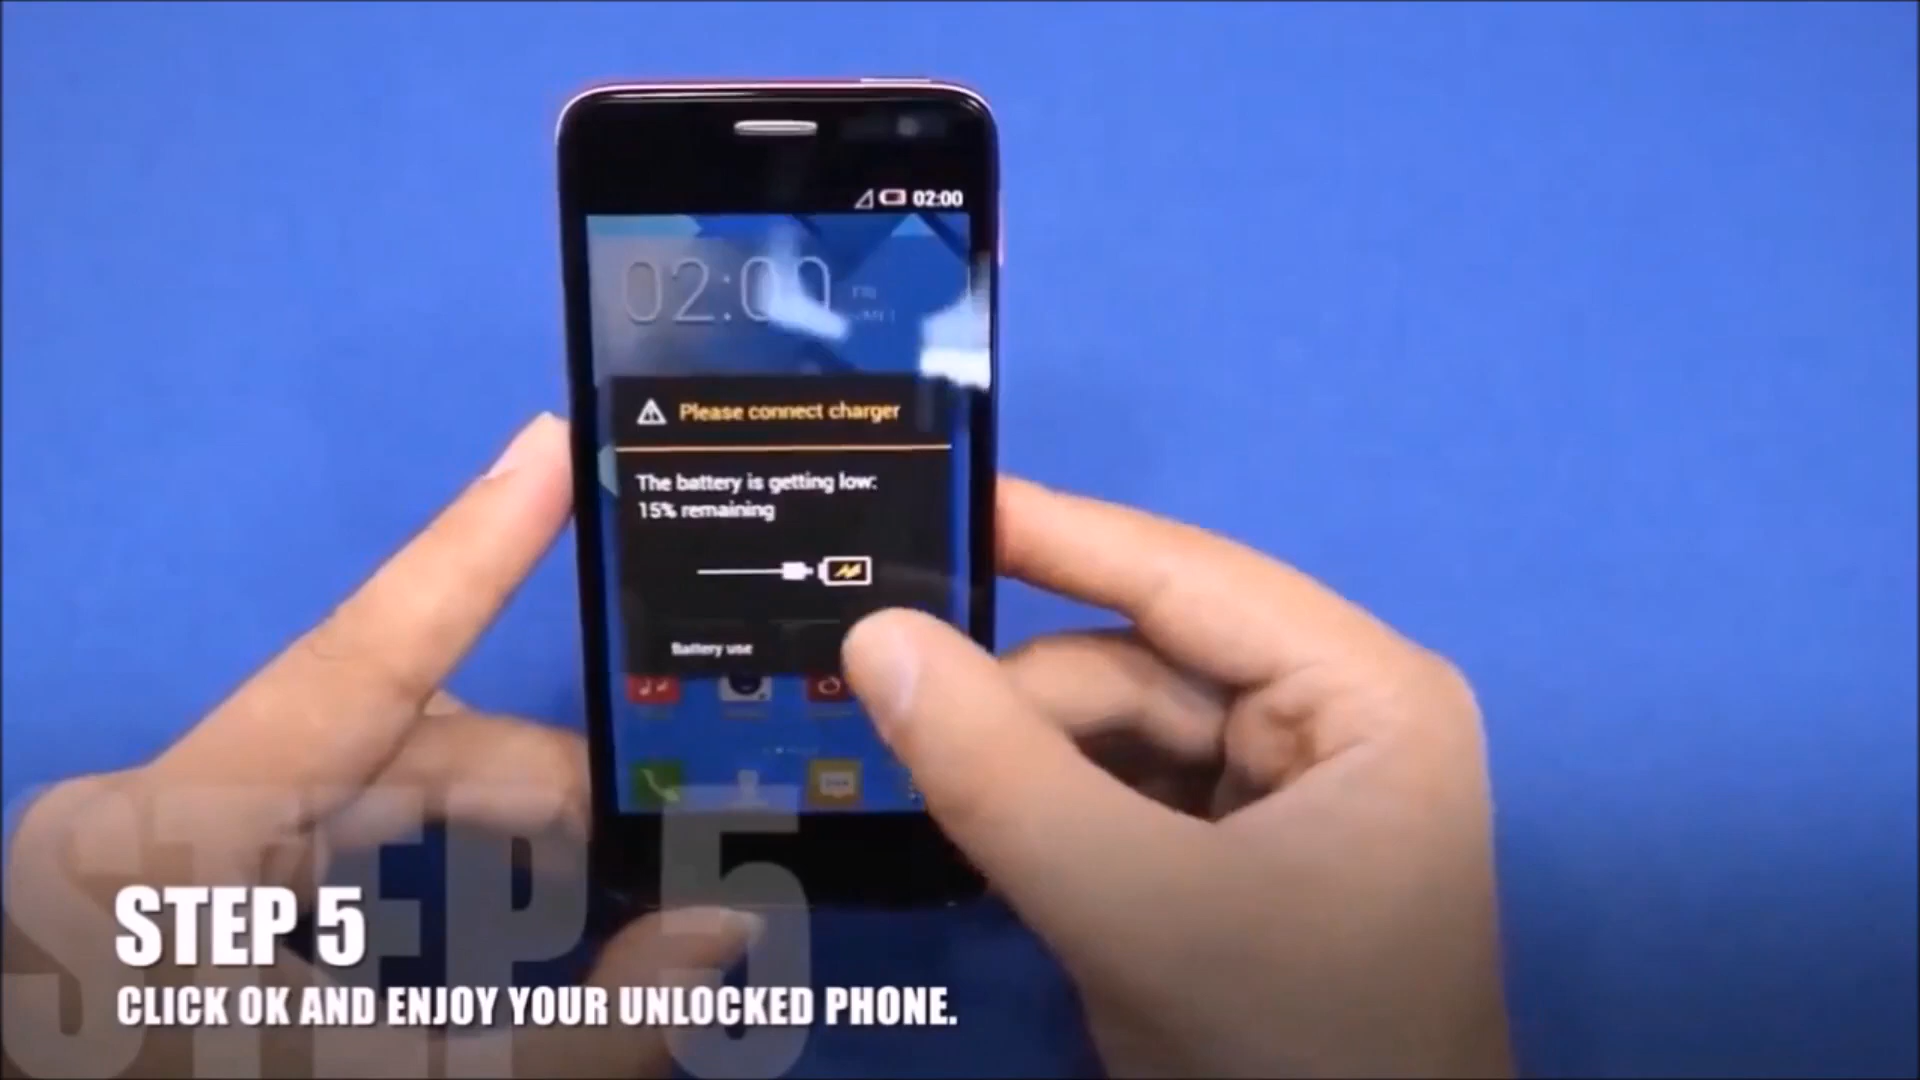 02:00
02:00
Please connect charger
The battery is getting low:
15% remaining
Battery use
STEP 5
STEP 5
CLICK OK AND ENJOY YOUR UNLOCKED PHONE.